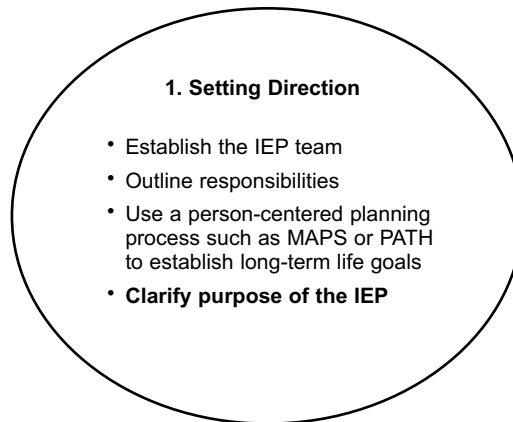 1. Setting Direction
• Establish the IEP team
• Outline responsibilities
• Use a person-centered planning
process such as MAPS or PATH
to establish long-term life goals
• Clarify purpose of the IEP